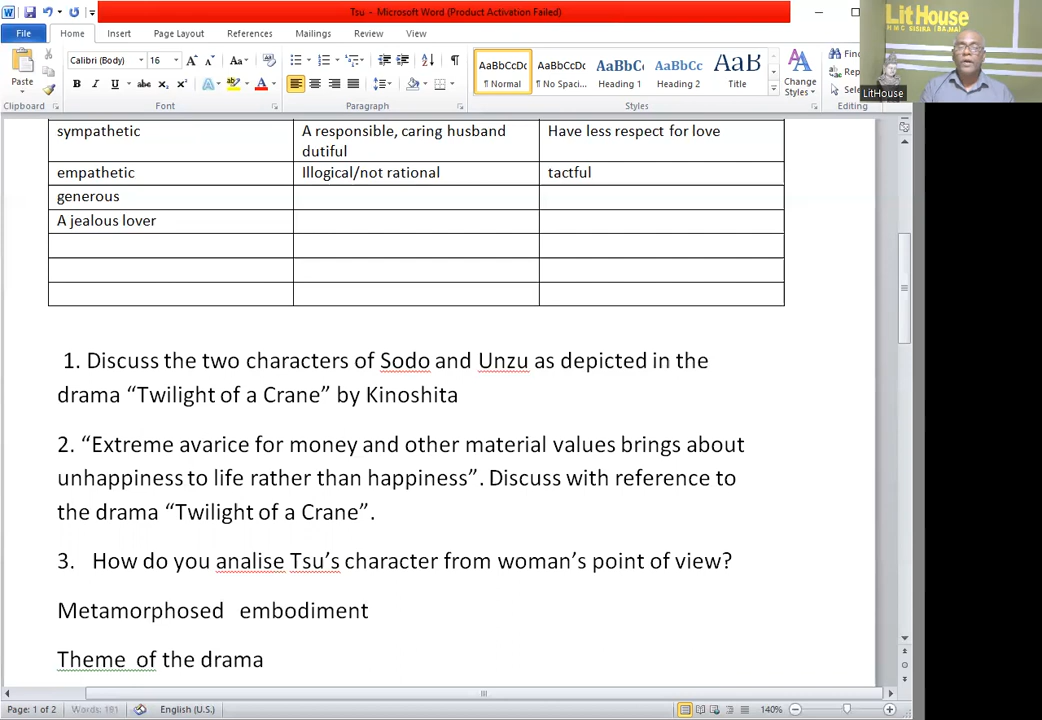 Tsu - Microsoft Word (Product Activation Failed)
File Home Insert Page Layout References Mailings Review View
Calibri (Body) 16
Paste
AaBbCcDc AaBbCcDc AaBbC AaBbCc AaB
¶ Normal ¶ No Spaci... Heading 1 Heading 2 Title
Change Styles
Clipboard Font Paragraph Styles Editing
LitHouse
LitHouse
sympathetic A responsible, caring husband Have less respect for love
dutiful
empathetic Illogical/not rational tactful
generous
A jealous lover
1. Discuss the two characters of Sodo and Unzu as depicted in the
drama “Twilight of a Crane” by Kinoshita
2. “Extreme avarice for money and other material values brings about
unhappiness to life rather than happiness”. Discuss with reference to
the drama “Twilight of a Crane”.
3. How do you analise Tsu’s character from woman’s point of view?
Metamorphosed embodiment
Theme of the drama
Page: 1 of 2 Words: 191 English (U.S.) 140%